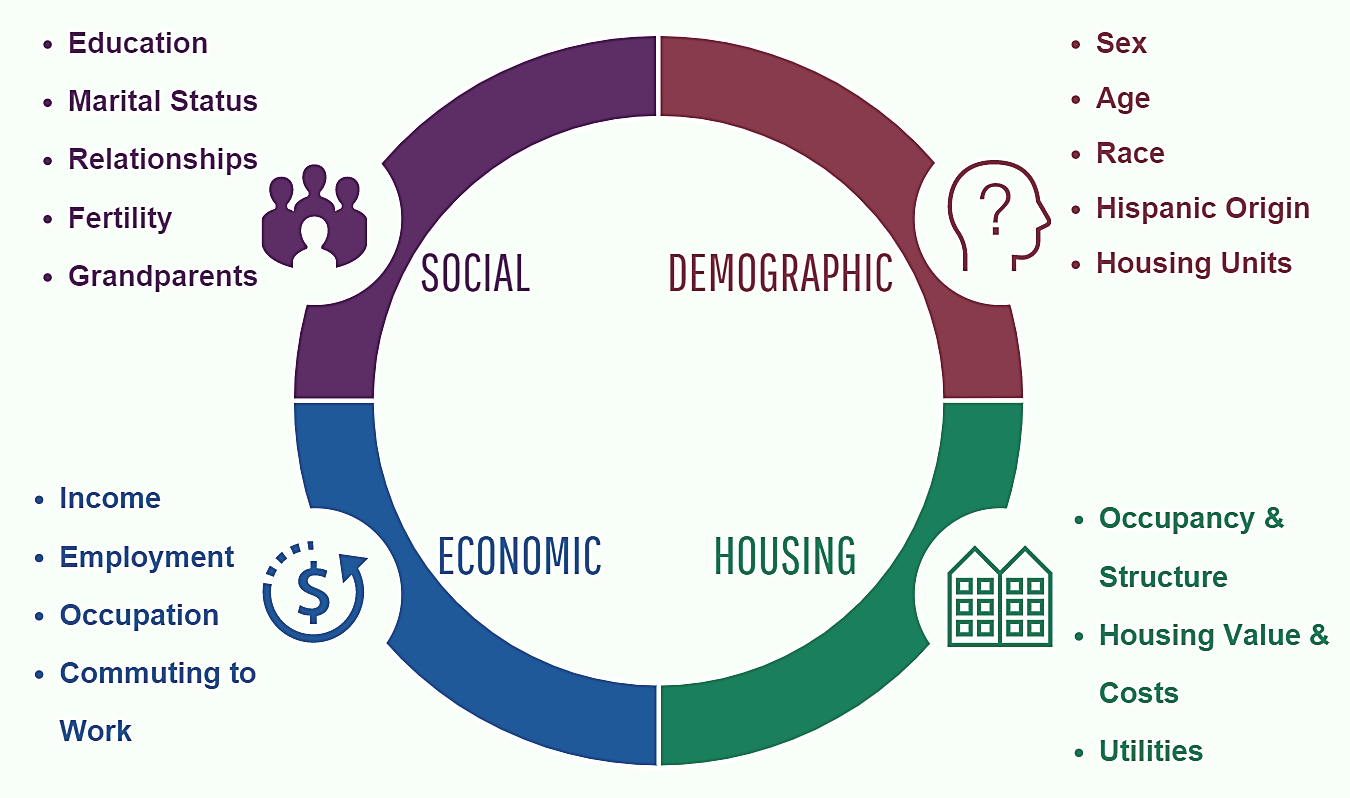 • Education
• Marital Status
• Relationships
• Fertility
• Grandparents
SOCIAL
DEMOGRAPHIC
• Sex
• Age
• Race
• Hispanic Origin
• Housing Units
• Income
• Employment
• Occupation
• Commuting to
Work
ECONOMIC
$
HOUSING
• Occupancy &
Structure
• Housing Value &
Costs
• Utilities
?